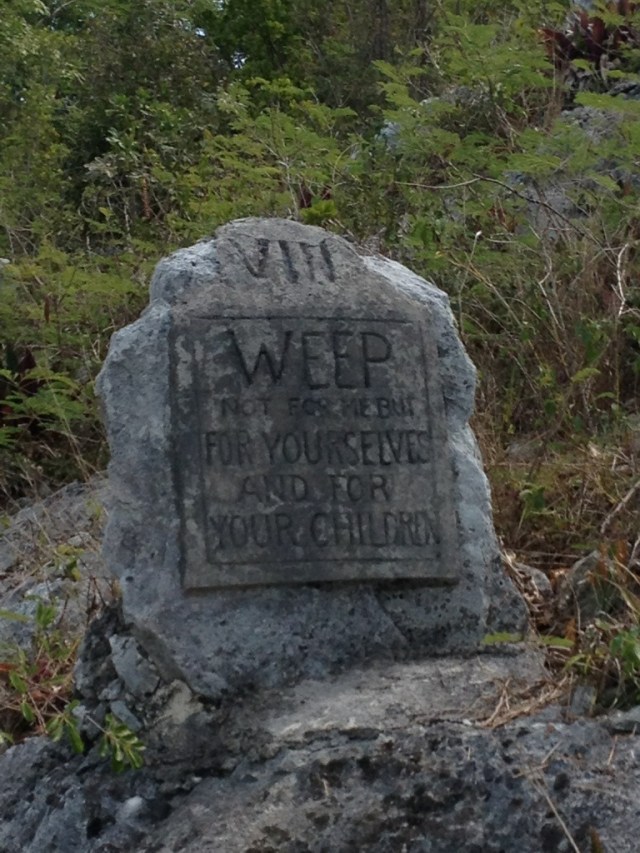 VIII
WEEP
NOT FOR ME BUT
FOR YOURSELVES
AND FOR
YOUR CHILDREN